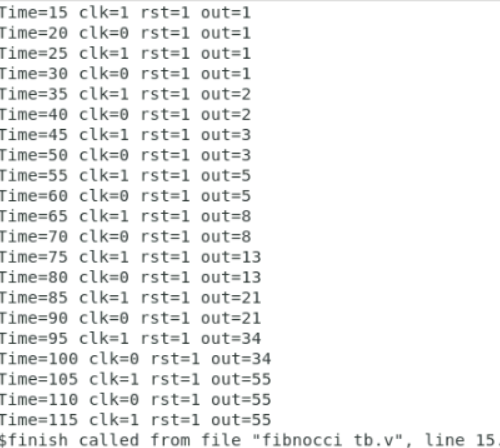 Time=15 clk=1 rst=1 out=1
Time=20 clk=0 rst=1 out=1
Time=25 clk=1 rst=1 out=1
Time=30 clk=0 rst=1 out=1
Time=35 clk=1 rst=1 out=2
Time=40 clk=0 rst=1 out=2
Time=45 clk=1 rst=1 out=3
Time=50 clk=0 rst=1 out=3
Time=55 clk=1 rst=1 out=5
Time=60 clk=0 rst=1 out=5
Time=65 clk=1 rst=1 out=8
Time=70 clk=0 rst=1 out=8
Time=75 clk=1 rst=1 out=13
Time=80 clk=0 rst=1 out=13
Time=85 clk=1 rst=1 out=21
Time=90 clk=0 rst=1 out=21
Time=95 clk=1 rst=1 out=34
Time=100 clk=0 rst=1 out=34
Time=105 clk=1 rst=1 out=55
Time=110 clk=0 rst=1 out=55
Time=115 clk=1 rst=1 out=55
$finish called from file "fibnocci_tb.v", line 15.